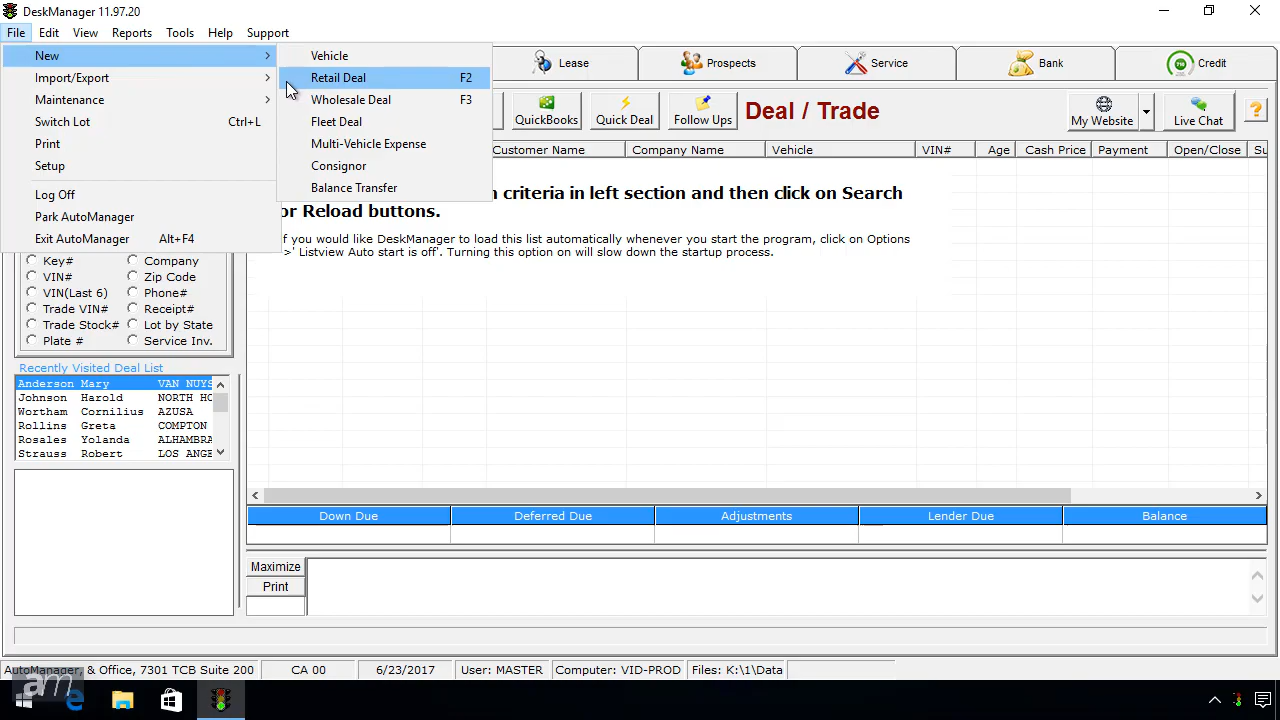 DeskManager 11.97.20
File Edit View Reports Tools Help Support
New
Import/Export
Maintenance
Switch Lot Ctrl+L
Print
Setup
Log Off
Park AutoManager
Exit AutoManager Alt+F4
Vehicle
Retail Deal F2
Wholesale Deal F3
Fleet Deal
Multi-Vehicle Expense
Consignor
Balance Transfer
Lease Prospects Service Bank Credit
QuickBooks Quick Deal Follow Ups Deal / Trade My Website Live Chat
Customer Name Company Name Vehicle VIN# Age Cash Price Payment Open/Close Su
criteria in left section and then click on Search
or Reload buttons.
f you would like DeskManager to load this list automatically whenever you start the program, click on Options
>' Listview Auto start is off'. Turning this option on will slow down the startup process.
Key# Company
VIN# Zip Code
VIN(Last 6) Phone#
Trade VIN# Receipt#
Trade Stock# Lot by State
Plate # Service Inv.
Recently Visited Deal List
Anderson Mary VAN NUYS
Johnson Harold NORTH HO
Wortham Cornilius AZUSA
Rollins Greta COMPTON
Rosales Yolanda ALHAMBRA
Strauss Robert LOS ANGE
Down Due Deferred Due Adjustments Lender Due Balance
Maximize
Print
AutoManager, & Office, 7301 TCB Suite 200 CA 00 6/23/2017 User: MASTER Computer: VID-PROD Files: K:\1\Data
am